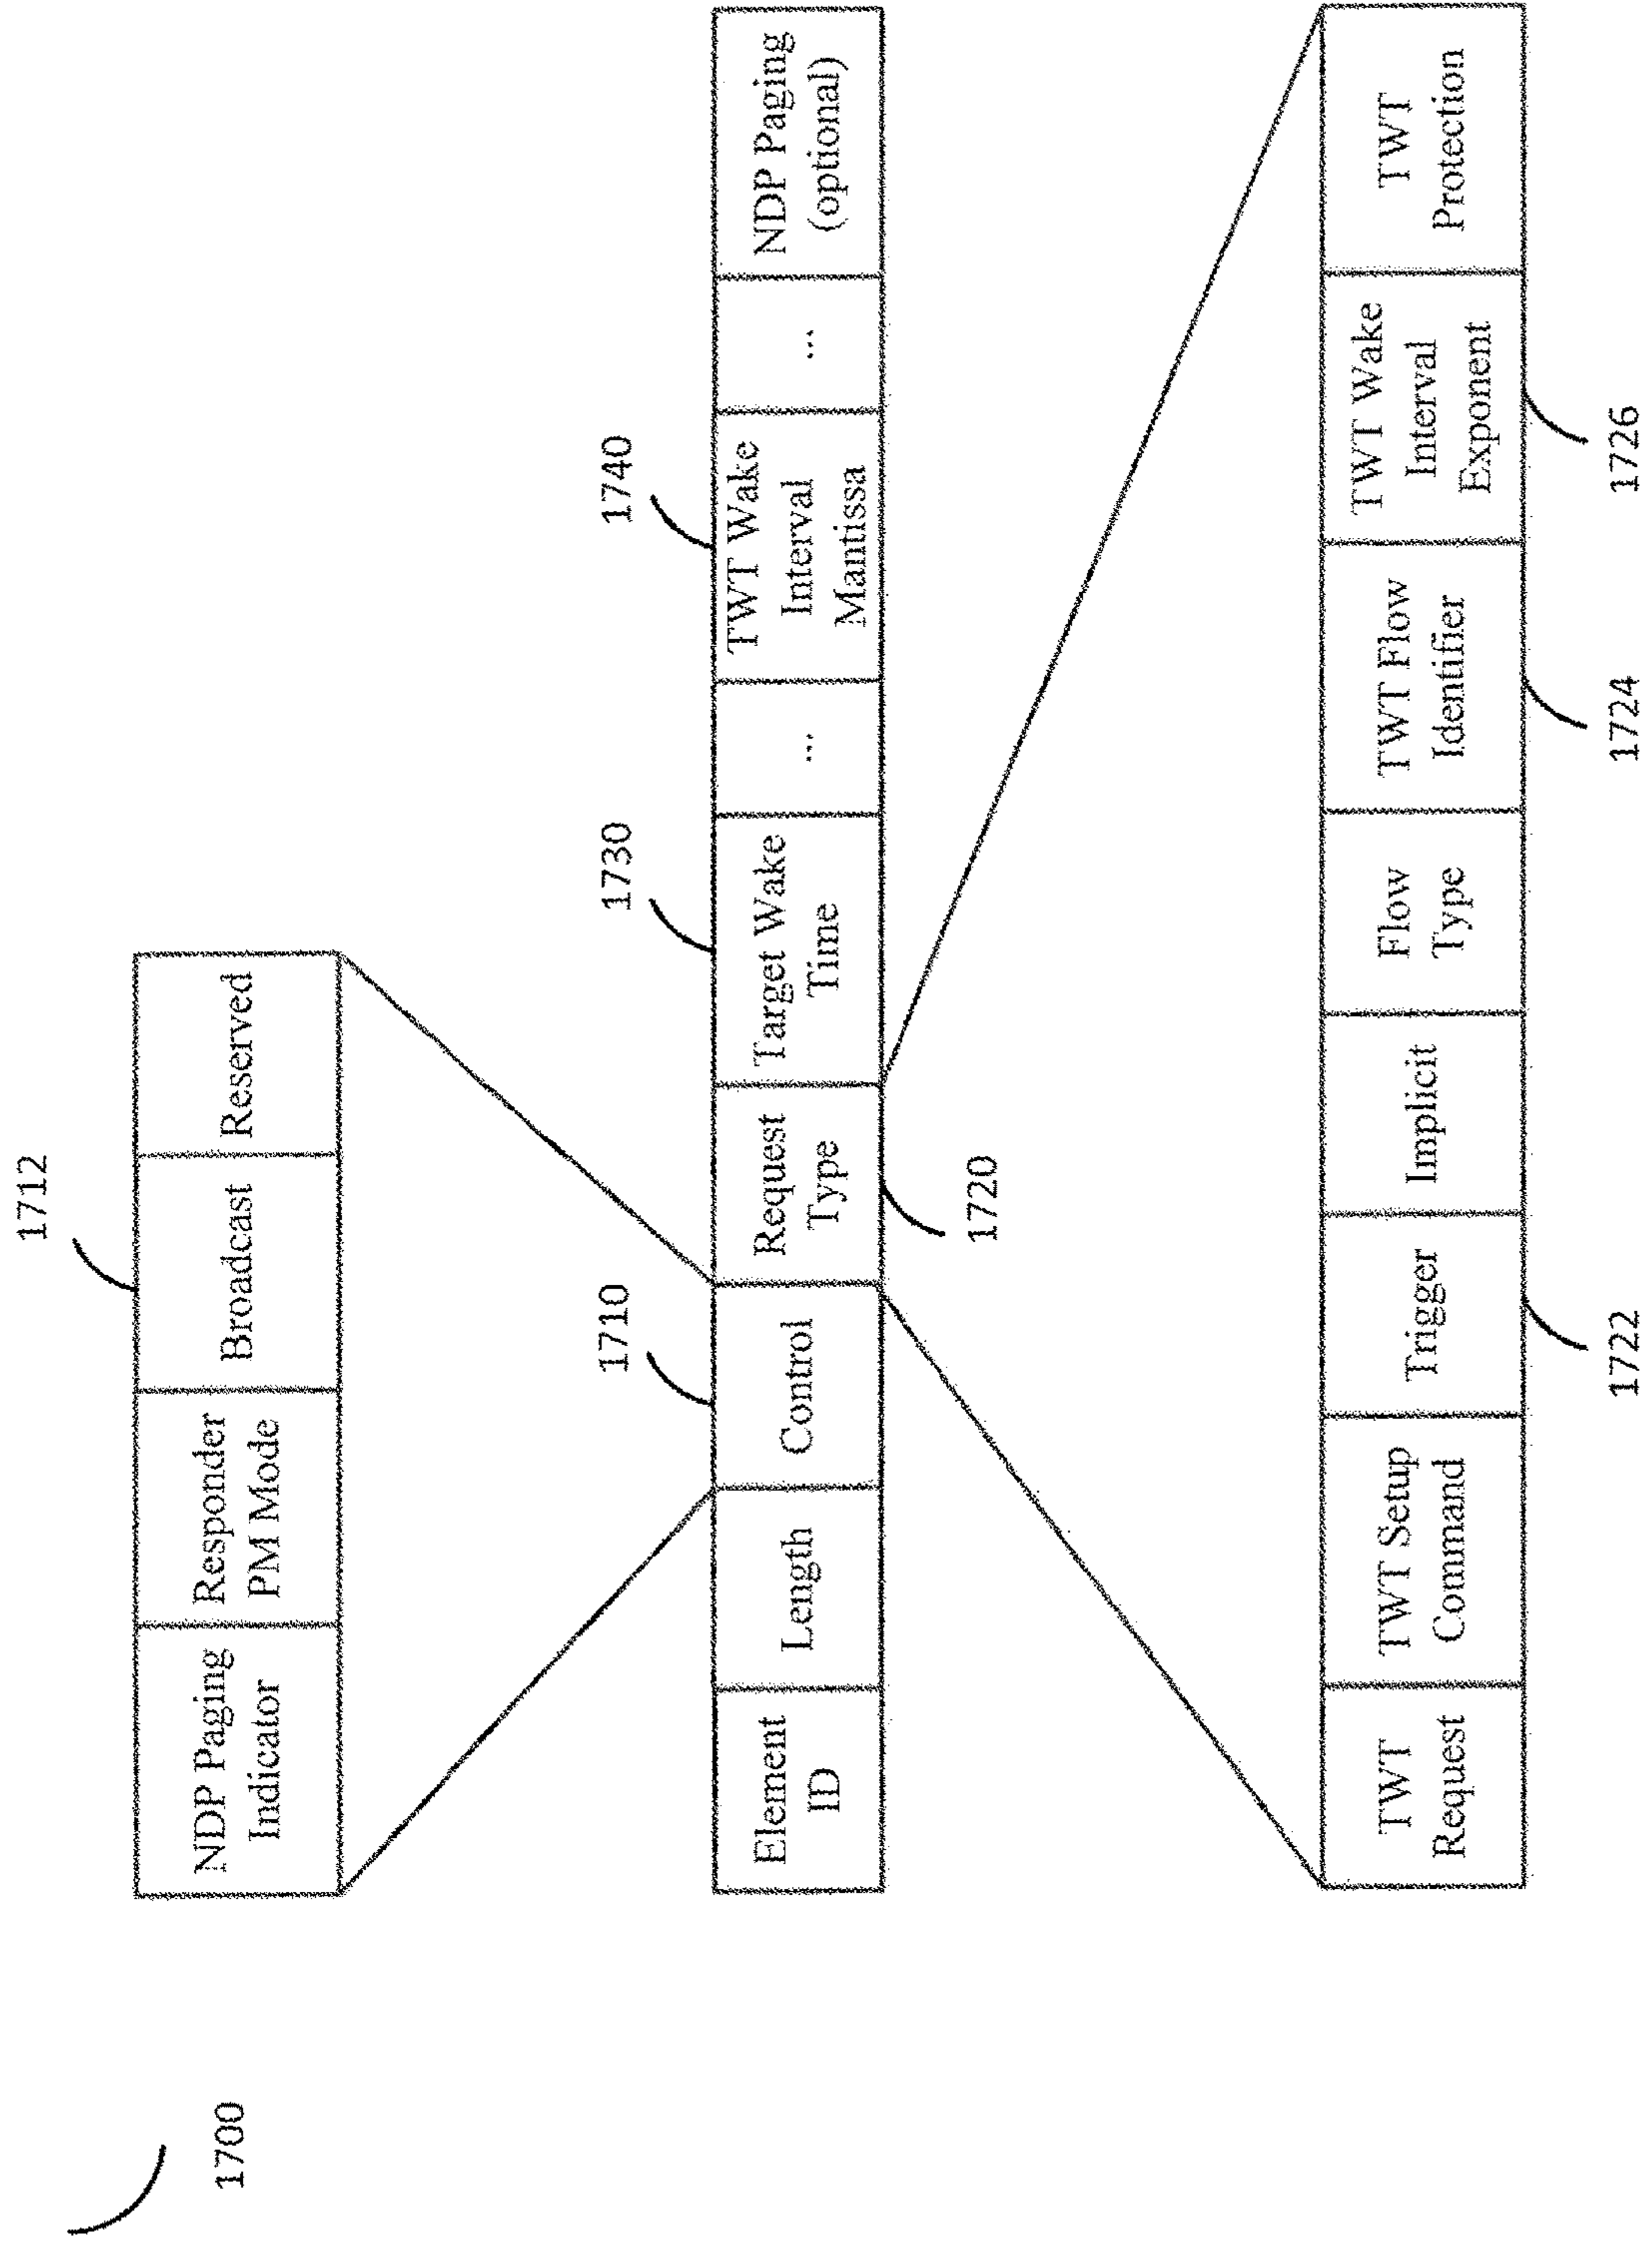 1700
1712
NDP Paging
Indicator
Responder
PM Mode
Broadcast
Reserved
1710
1730
1740
Element
ID
Length
Control
Request
Type
Target Wake
Time
...
TWT Wake
Interval
Mantissa
...
NDP Paging
(optional)
1720
TWT
Request
TWT Setup
Command
Trigger
Implicit
Flow
Type
TWT Flow
Identifier
TWT Wake
Interval
Exponent
TWT
Protection
1722
1724
1726